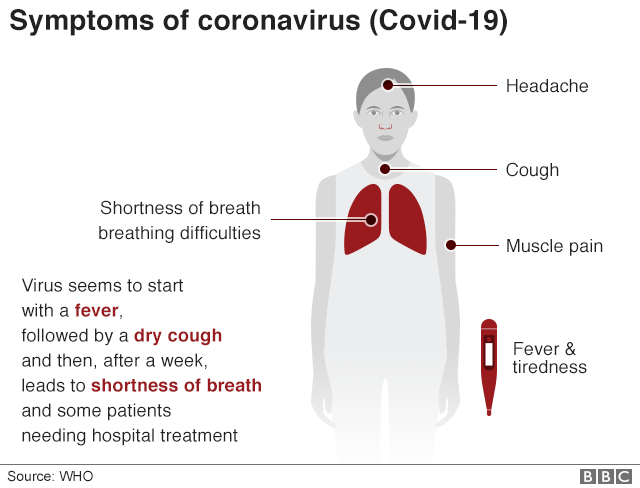 Symptoms of coronavirus (Covid-19)
Headache
Cough
Shortness of breath
breathing difficulties
Muscle pain
Virus seems to start
with a fever,
followed by a dry cough
and then, after a week,
leads to shortness of breath
and some patients
needing hospital treatment
Fever &
tiredness
Source: WHO
BBC